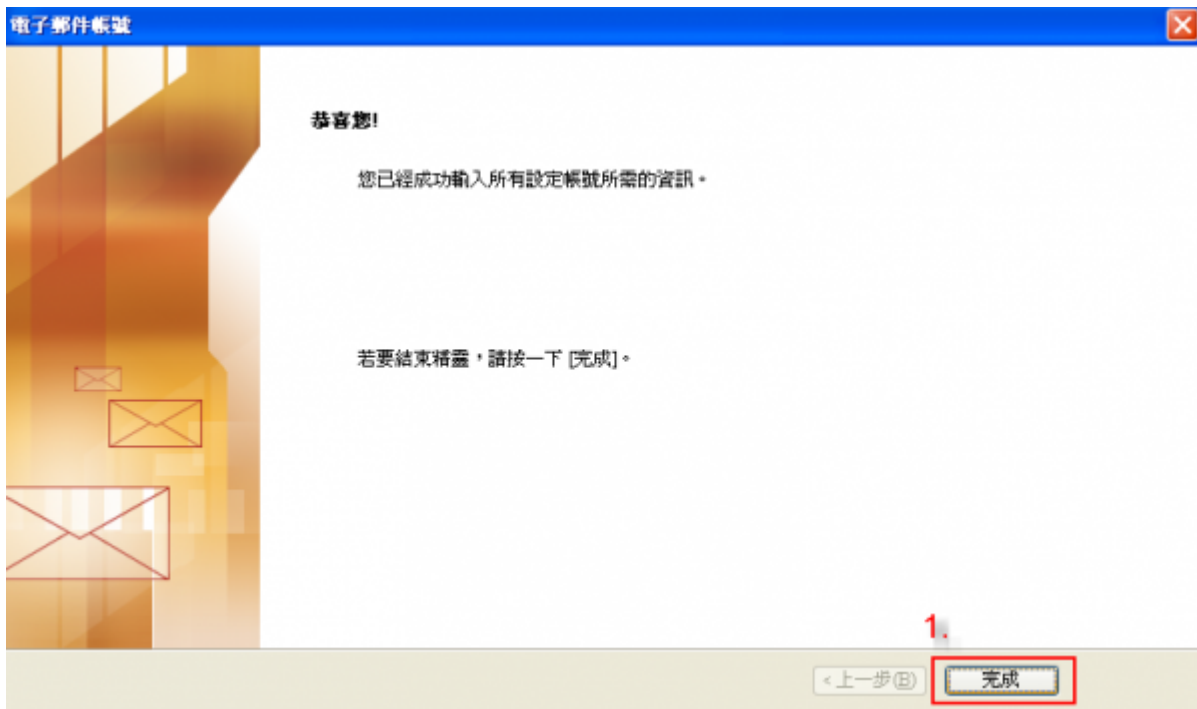 電子郵件帳號
恭喜您!
您已經成功輸入所有設定帳號所需的資訊。
若要結束精靈，請按一下 [完成]。
1.
<上一步(B)
完成